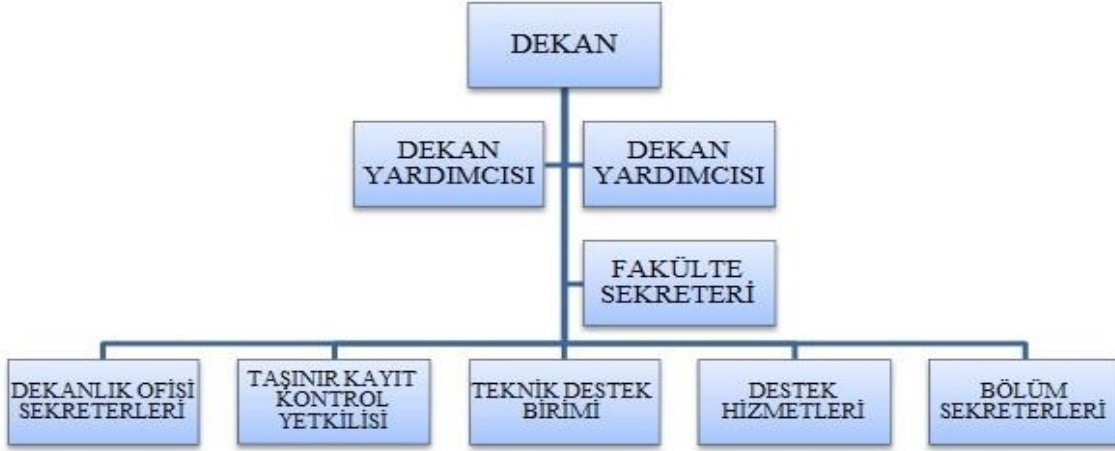 DEKAN
DEKAN
YARDIMCISI
DEKAN
YARDIMCISI
FAKÜLTE
SEKRETERİ
DEKANLIK OFİSİ
SEKRETERLERİ
TAŞINIR KAYIT
KONTROL
YETKİLİSİ
TEKNİK DESTEK
BİRİMİ
DESTEK
HİZMETLERİ
BÖLÜM
SEKRETERLERİ